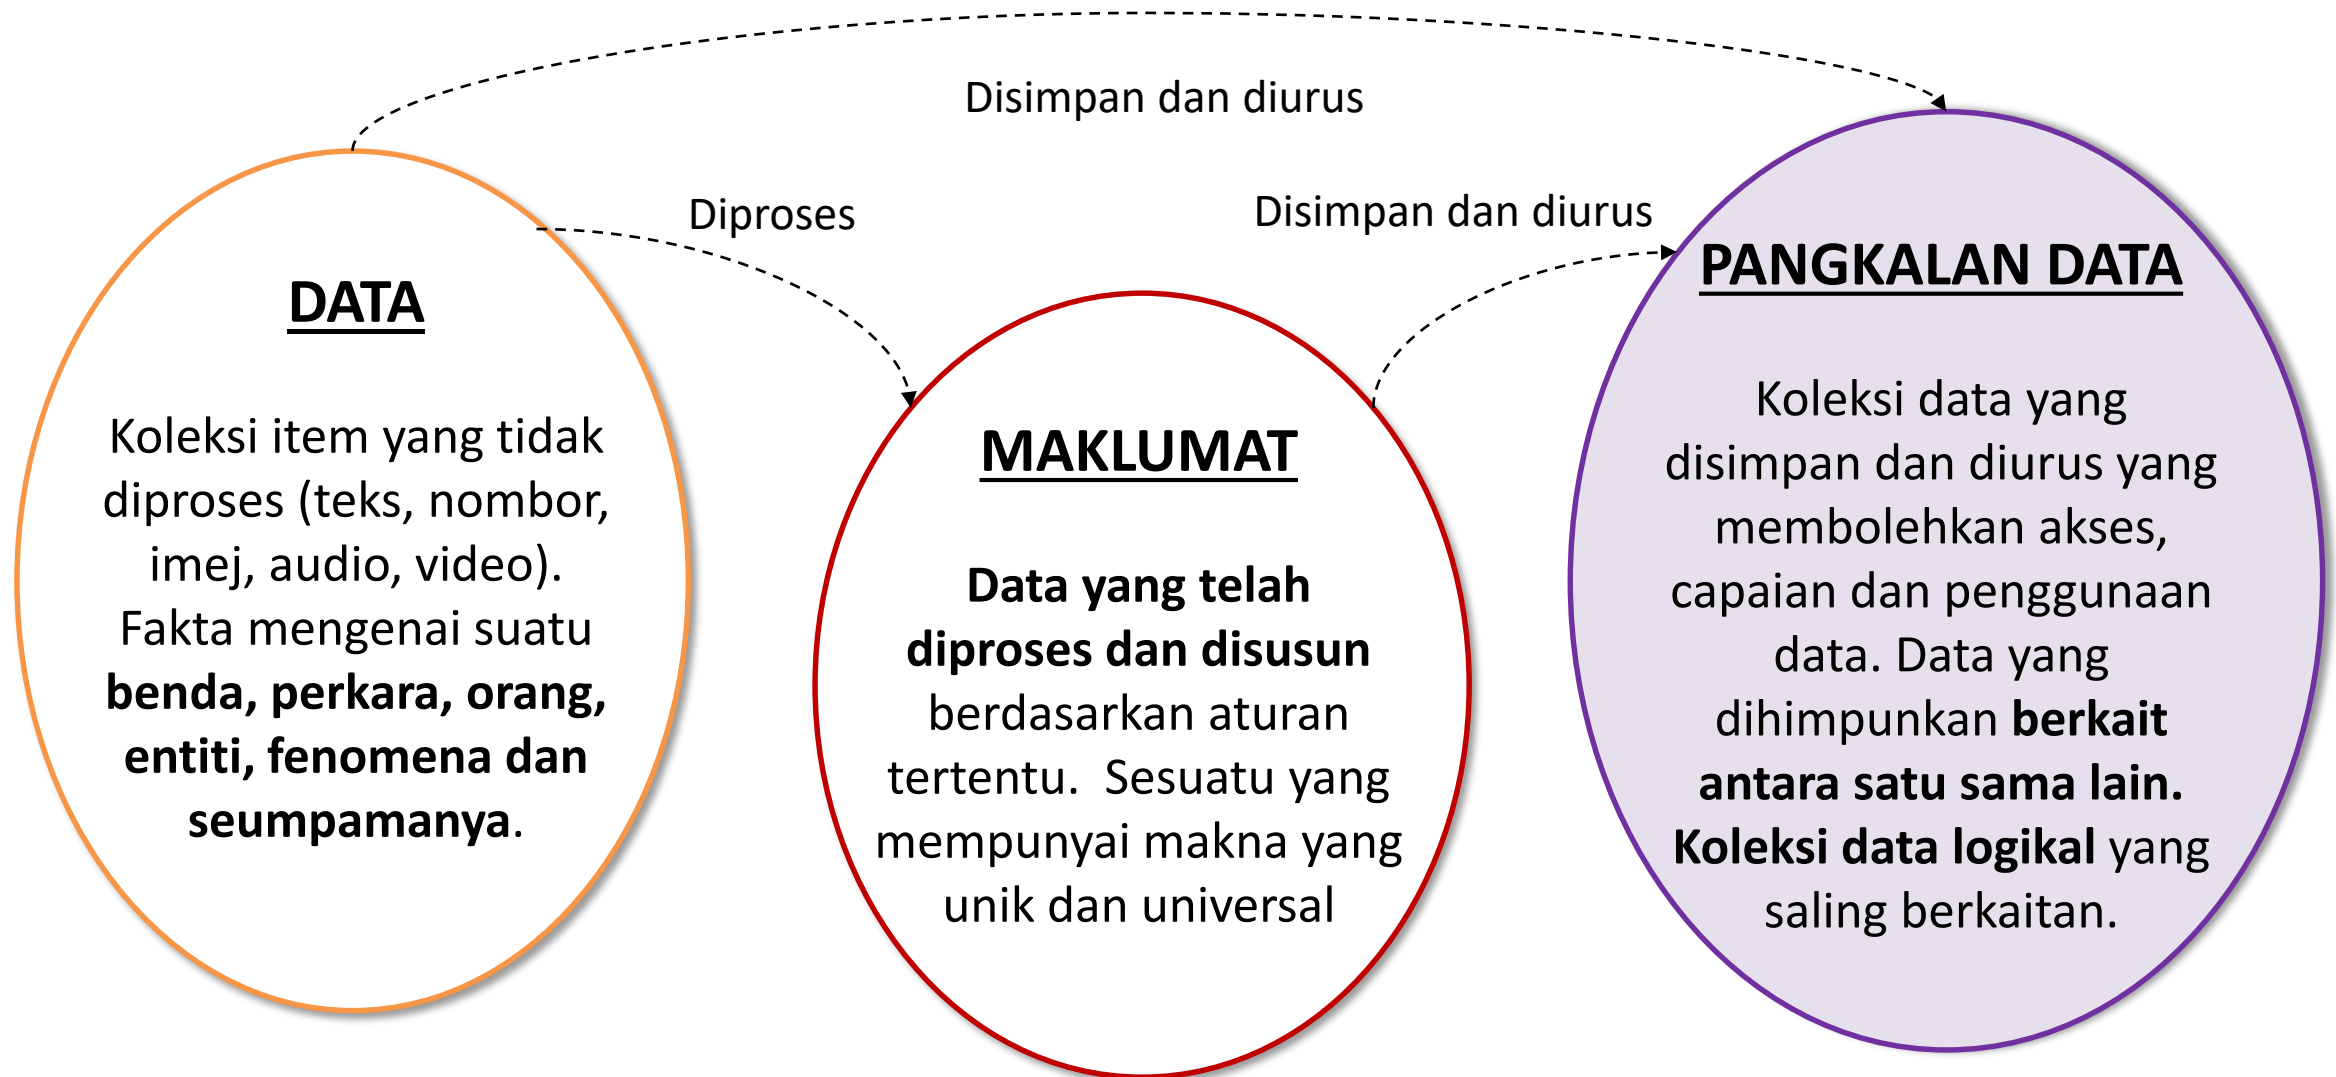 Disimpan dan diurus
Diproses
Disimpan dan diurus
DATA
Koleksi item yang tidak
diproses (teks, nombor,
imej, audio, video).
Fakta mengenai suatu
benda, perkara, orang,
entiti, fenomena dan
seumpamanya.
MAKLUMAT
Data yang telah
diproses dan disusun
berdasarkan aturan
tertentu.  Sesuatu yang
mempunyai makna yang
unik dan universal
PANGKALAN DATA
Koleksi data yang
disimpan dan diurus yang
membolehkan akses,
capaian dan penggunaan
data. Data yang
dihimpunkan berkait
antara satu sama lain.
Koleksi data logikal yang
saling berkaitan.